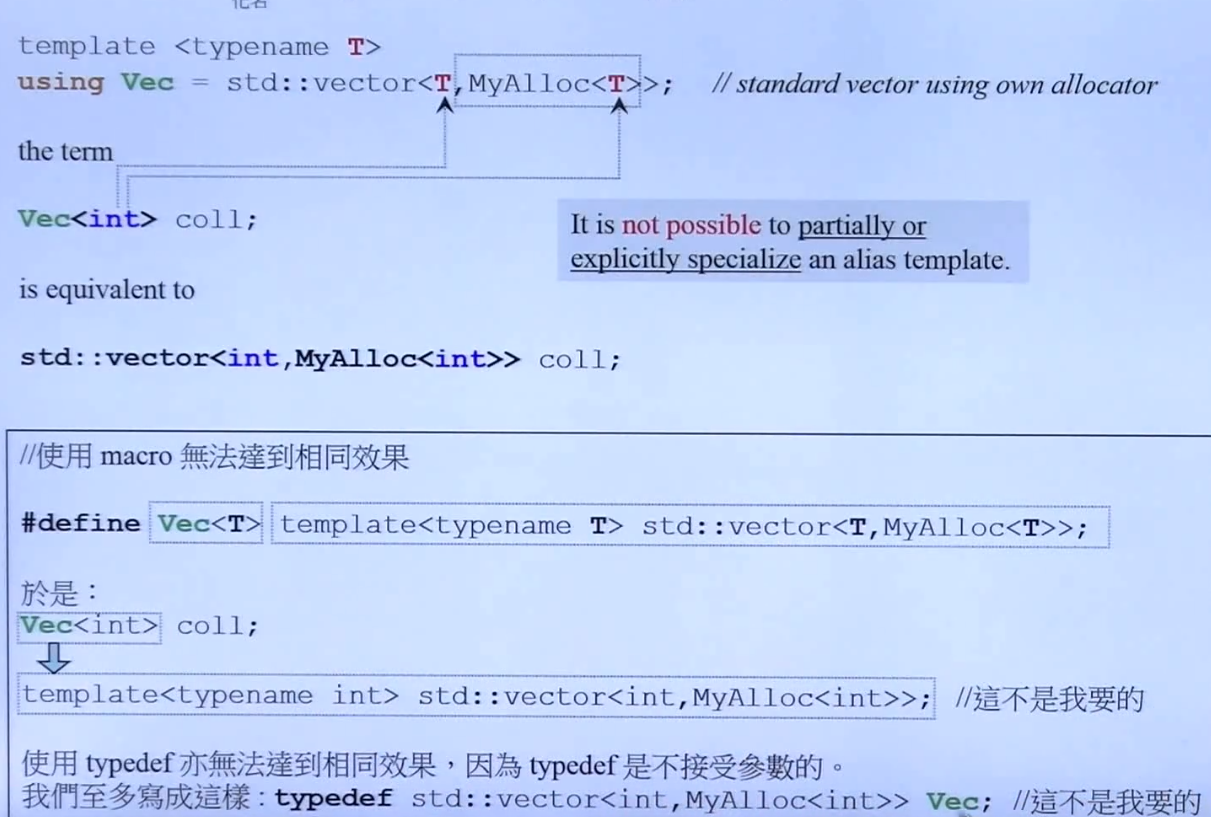 template <typename T>
using Vec = std::vector<T,MyAlloc<T>>; // standard vector using own allocator
the term
Vec<int> coll;
It is not possible to partially or
explicitly specialize an alias template.
is equivalent to
std::vector<int,MyAlloc<int>> coll;
//使用 macro 無法達到相同效果
#define Vec<T> template<typename T> std::vector<T,MyAlloc<T>>;
於是：
Vec<int> coll;
template<typename int> std::vector<int,MyAlloc<int>>; //這不是我要的
使用 typedef 亦無法達到相同效果，因為 typedef 是不接受參數的。
我們至多寫成這樣：typedef std::vector<int,MyAlloc<int>> Vec; //這不是我要的